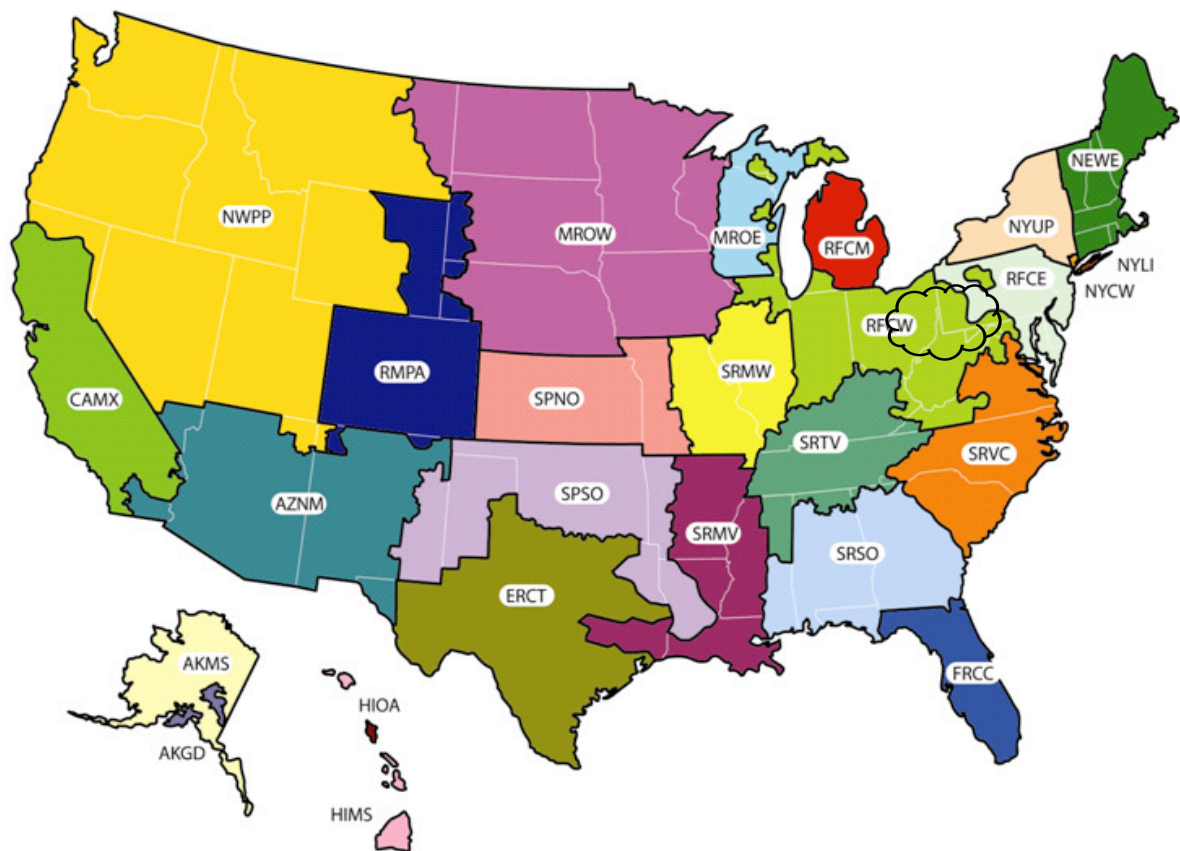 NEWE
NWPP
NYUP
MROW
MROE
RFCM
NYLI
RFCE
NYCW
RFCW
RMPA
SRMW
CAMX
SPNO
SRTV
SRVC
AZNM
SPSO
SRMV
SRSO
ERCT
AKMS
FRCC
HIOA
AKGD
HIMS